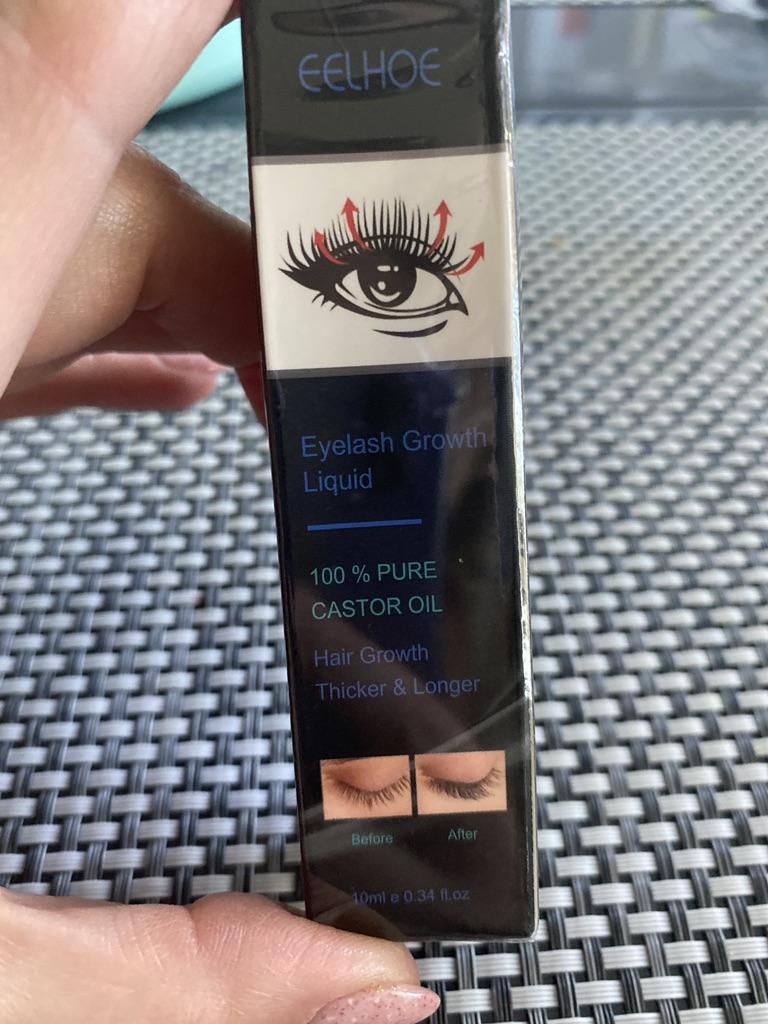 EELHOE
Eyelash Growth
Liquid
100 % PURE
CASTOR OIL
Hair Growth
Thicker & Longer
Before
After
10ml e 0.34 fl.oz